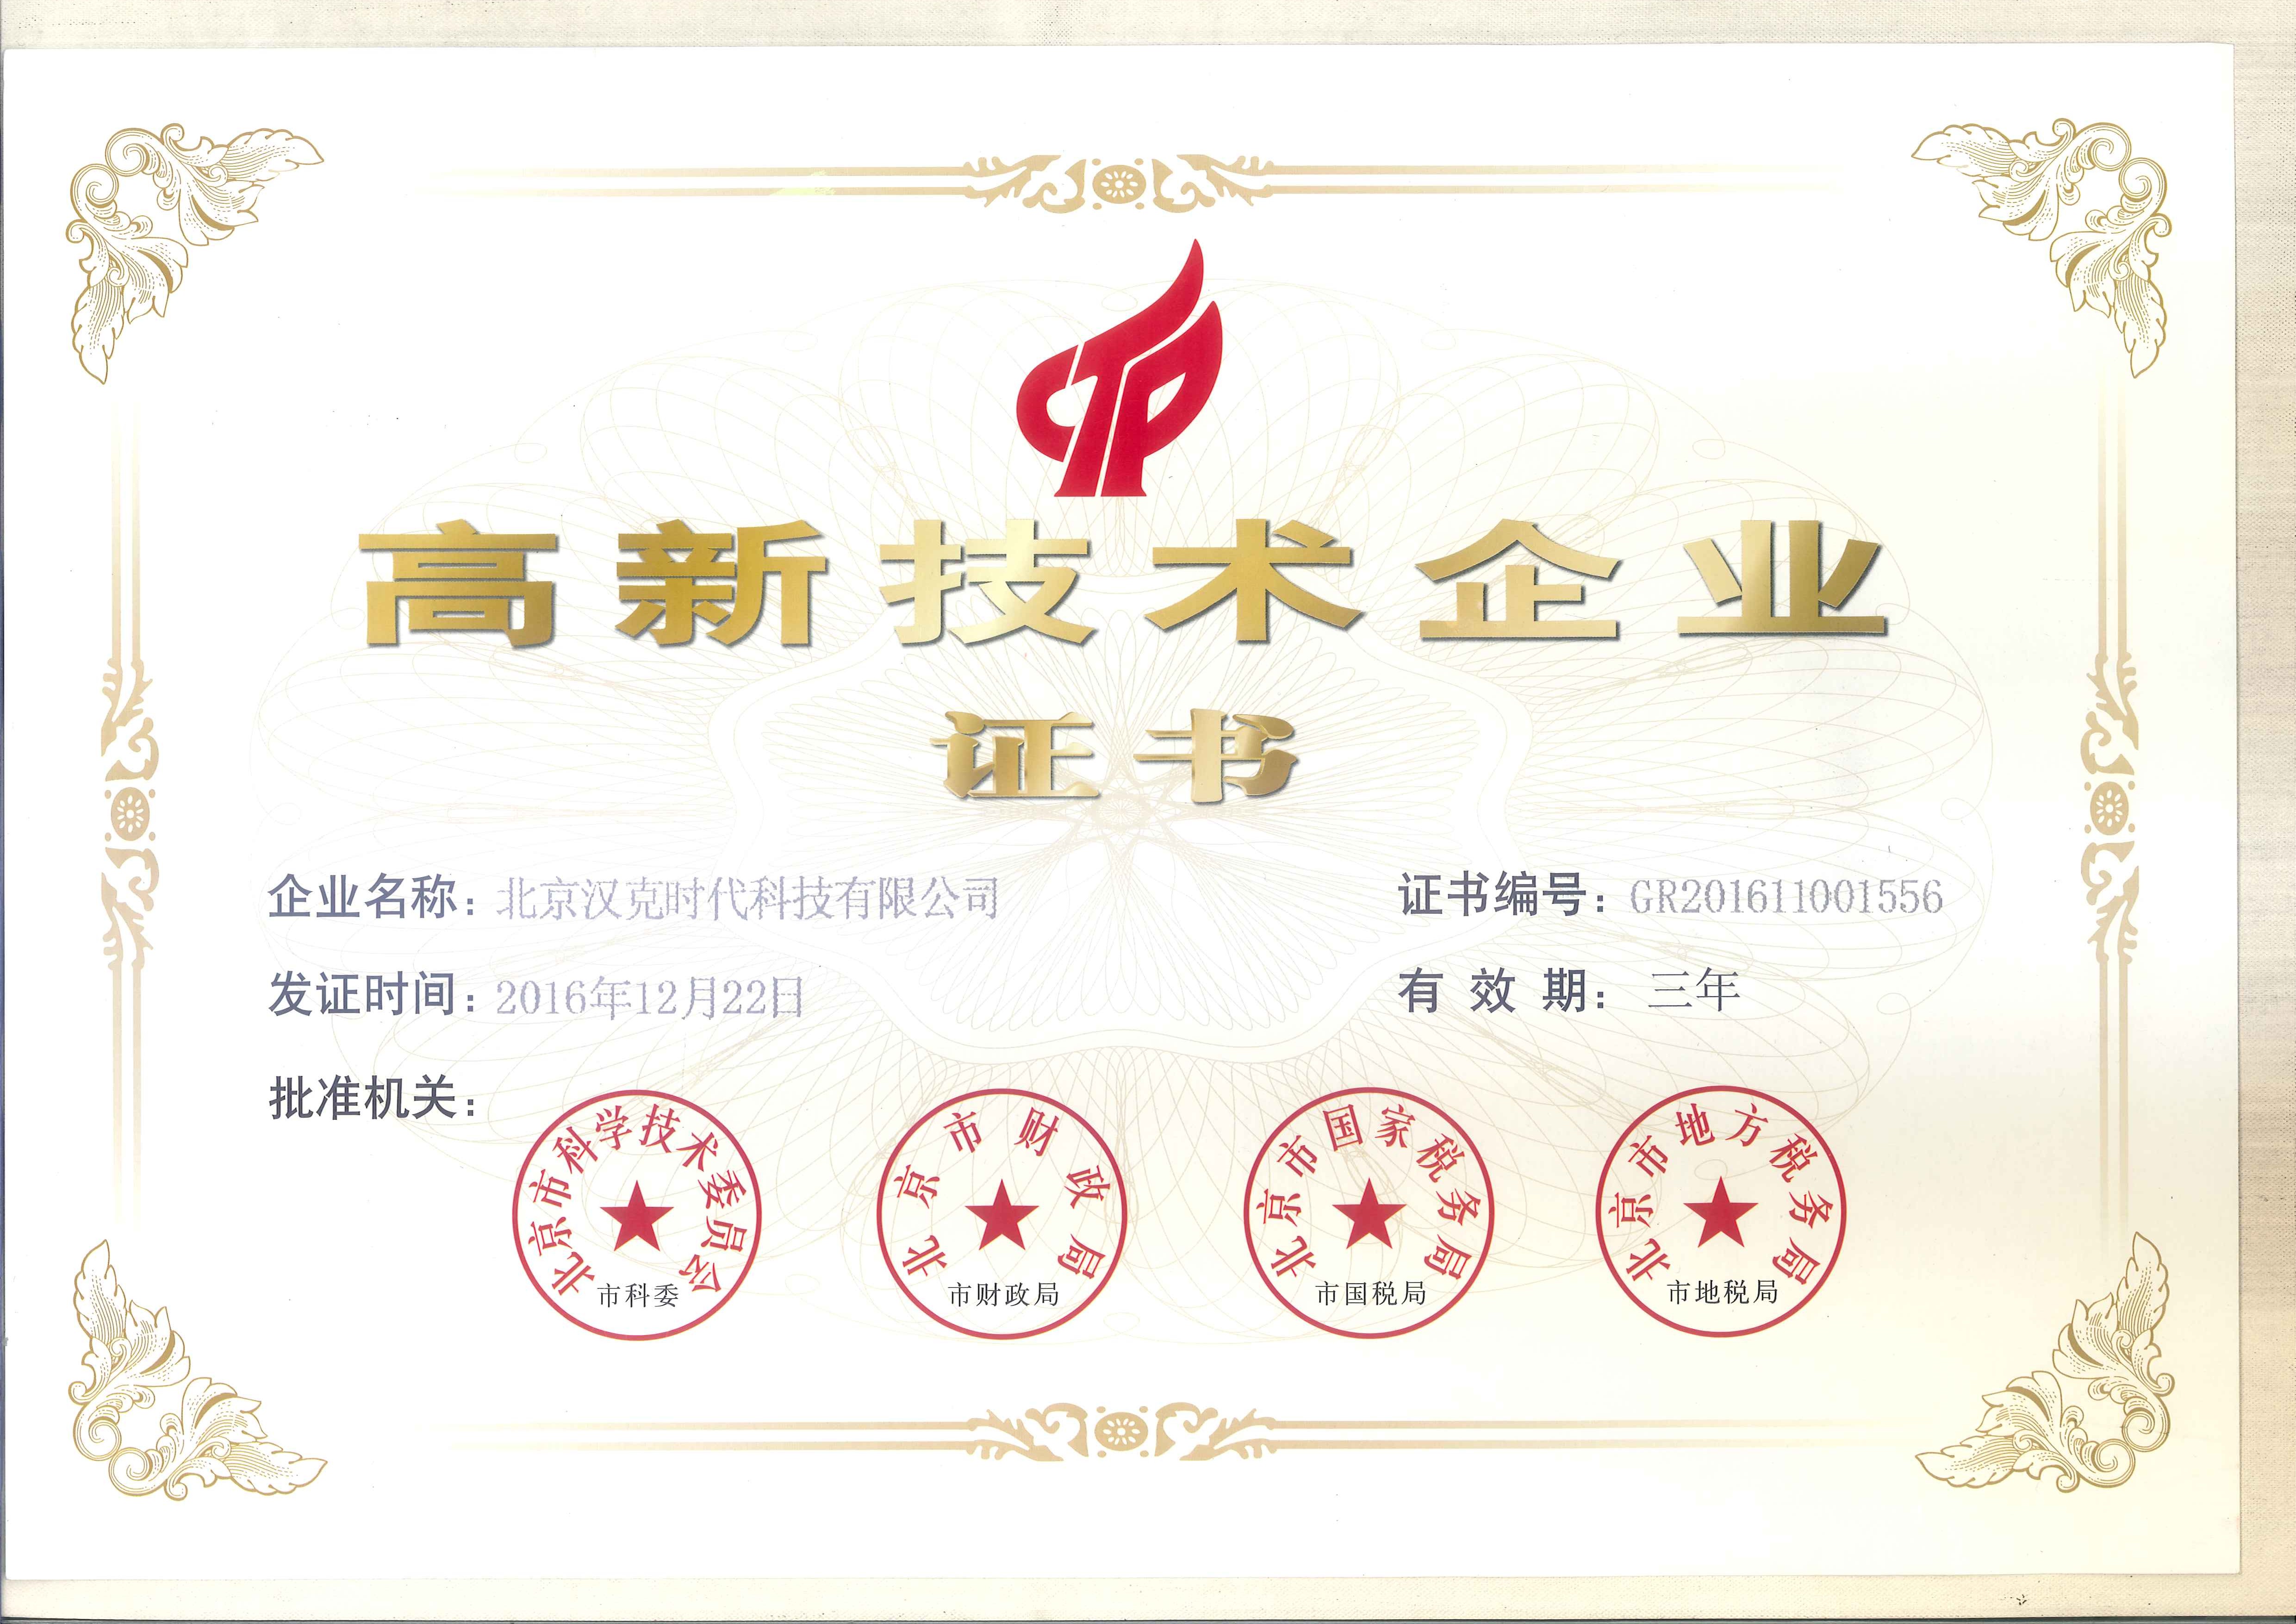 高新技术企业
证书
企业名称：北京汉克时代科技有限公司
证书编号：GR201611001556
发证时间：2016年12月22日
有效期：三年
批准机关：
北京市科学技术委员会
市科委
北京市财政局
市财政局
北京市国家税务局
市国税局
北京市地方税务局
市地税局